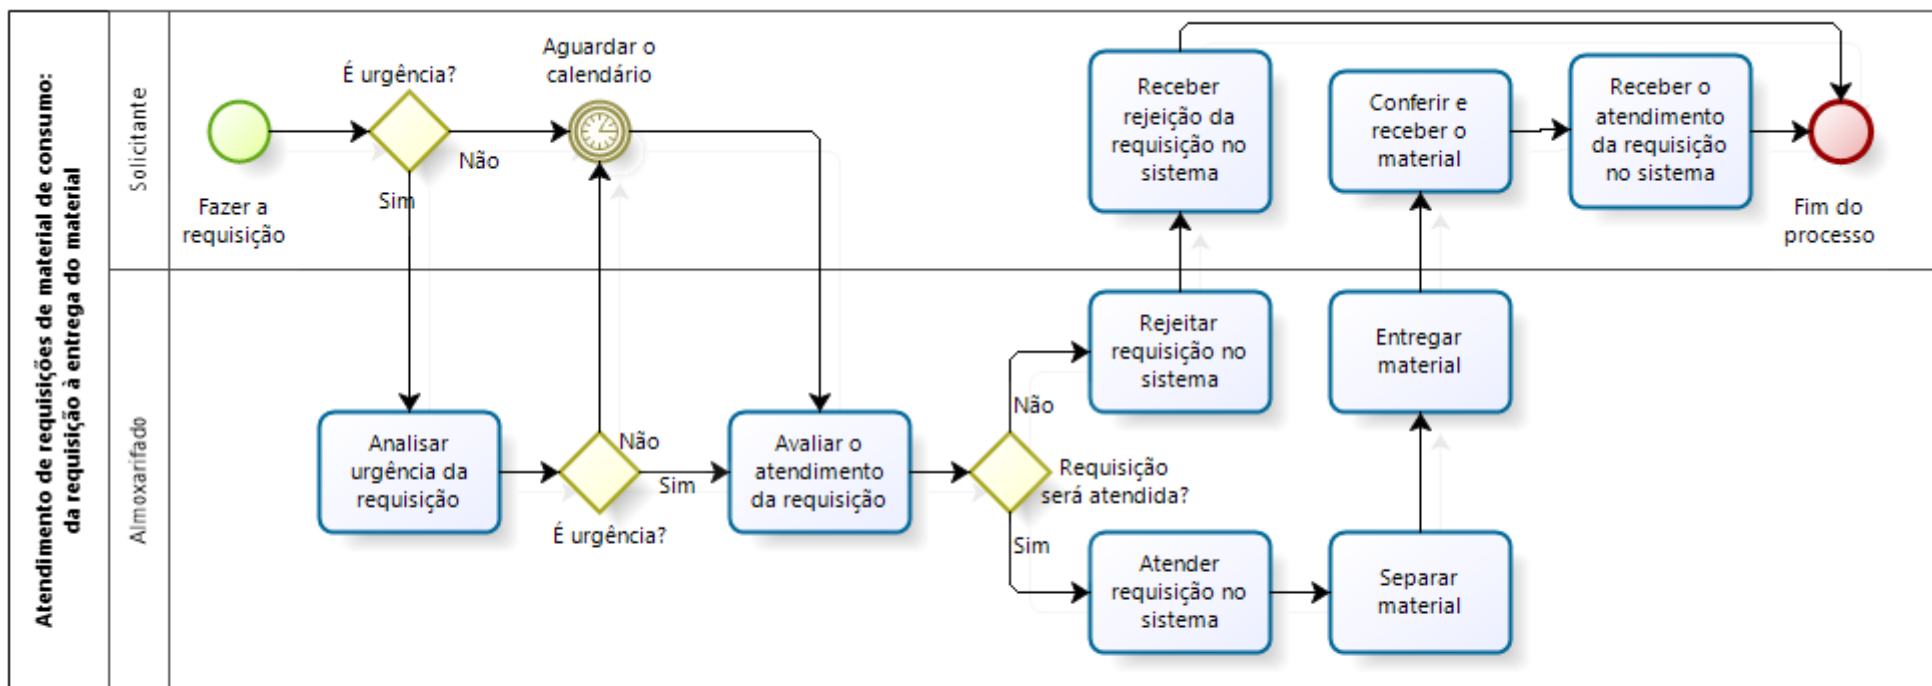 Atendimento de requisições de material de consumo:
da requisição à entrega do material
Solicitante
Fazer a
requisição
É urgência?
Não
Sim
Aguardar o
calendário
Receber
rejeição da
requisição no
sistema
Conferir e
receber o
material
Receber o
atendimento
da requisição
no sistema
Fim do
processo
Almoxarifado
Analisar
urgência da
requisição
Não
Sim
É urgência?
Avaliar o
atendimento
da requisição
Não
Requisição
será atendida?
Sim
Rejeitar
requisição no
sistema
Atender
requisição no
sistema
Entregar
material
Separar
material